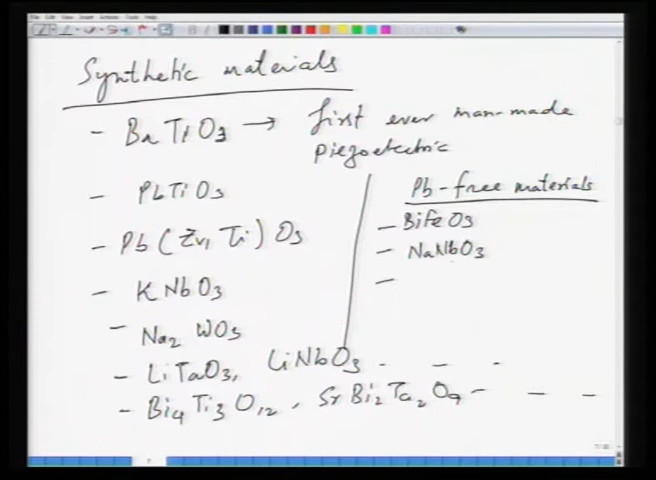 Synthetic materials
- BaTiO3 → first ever man-made
piezoelectric
- PbTiO3
- Pb(Zr, Ti)O3
- KNbO3
- Na2WO3
- LiTaO3, LiNbO3 - - -
- Bi4Ti3O12, SrBi2Ta2O9 - - -
Pb-free materials
- BiFeO3
- NaNbO3
-